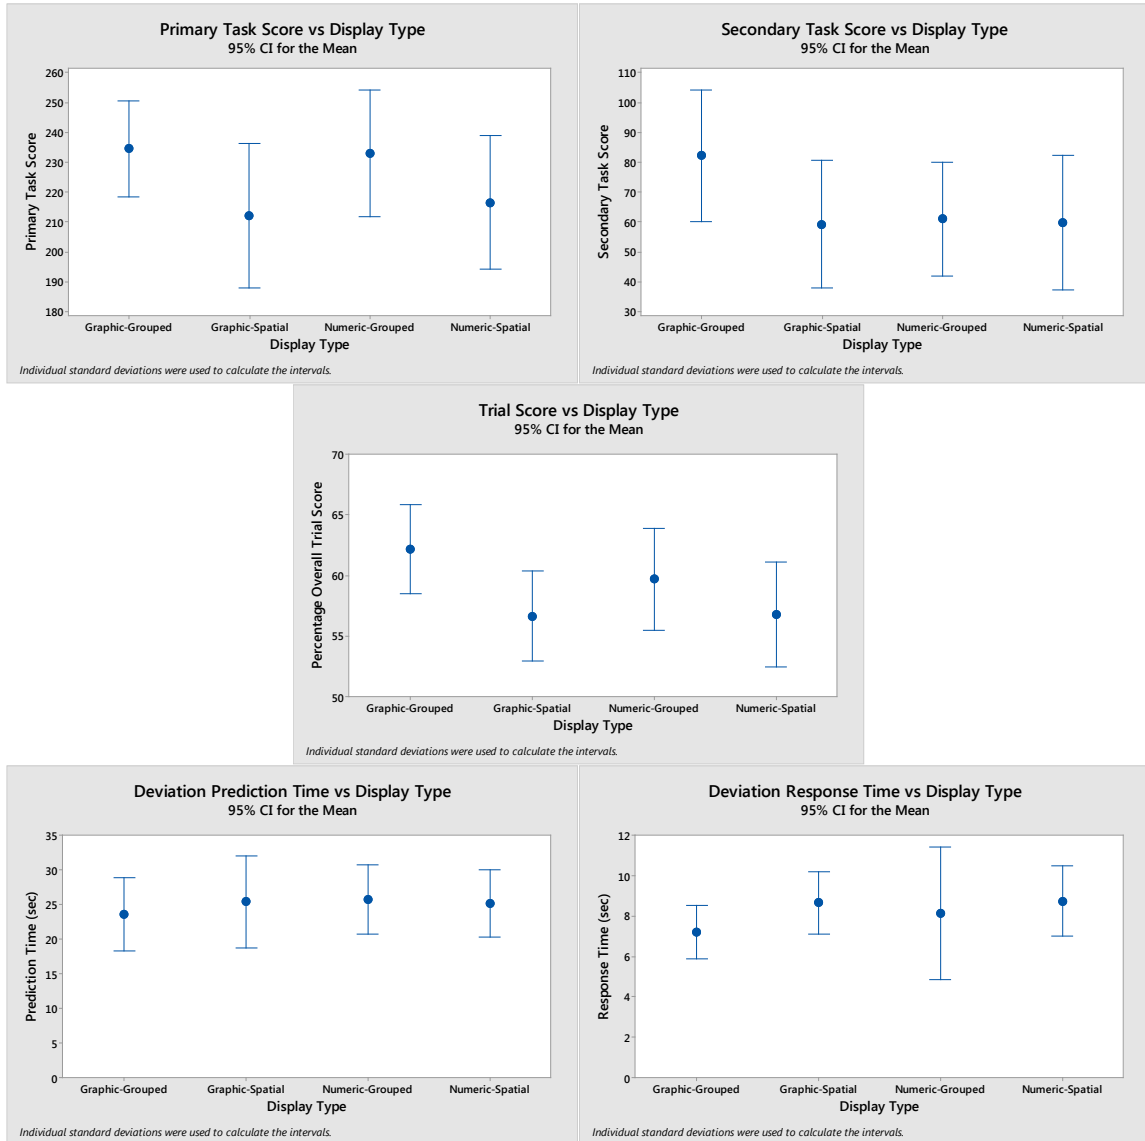 Primary Task Score vs Display Type
95% CI for the Mean
260
250
240
230
220
210
200
190
180
Primary Task Score
Graphic-Grouped Graphic-Spatial Numeric-Grouped Numeric-Spatial
Display Type
Individual standard deviations were used to calculate the intervals.
Secondary Task Score vs Display Type
95% CI for the Mean
110
100
90
80
70
60
50
40
30
Secondary Task Score
Graphic-Grouped Graphic-Spatial Numeric-Grouped Numeric-Spatial
Display Type
Individual standard deviations were used to calculate the intervals.
Trial Score vs Display Type
95% CI for the Mean
70
65
60
55
50
Percentage Overall Trial Score
Graphic-Grouped Graphic-Spatial Numeric-Grouped Numeric-Spatial
Display Type
Individual standard deviations were used to calculate the intervals.
Deviation Prediction Time vs Display Type
95% CI for the Mean
35
30
25
20
15
10
5
0
Prediction Time (sec)
Graphic-Grouped Graphic-Spatial Numeric-Grouped Numeric-Spatial
Display Type
Individual standard deviations were used to calculate the intervals.
Deviation Response Time vs Display Type
95% CI for the Mean
12
10
8
6
4
2
0
Response Time (sec)
Graphic-Grouped Graphic-Spatial Numeric-Grouped Numeric-Spatial
Display Type
Individual standard deviations were used to calculate the intervals.